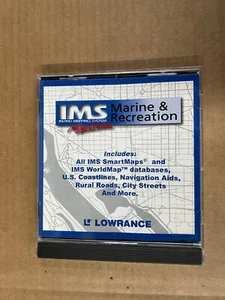 IMS
Marine &
Recreation
Includes:
All IMS SmartMaps® and
IMS WorldMap™ databases,
U.S. Coastlines, Navigation Aids,
Rural Roads, City Streets
And More.
LOWRANCE